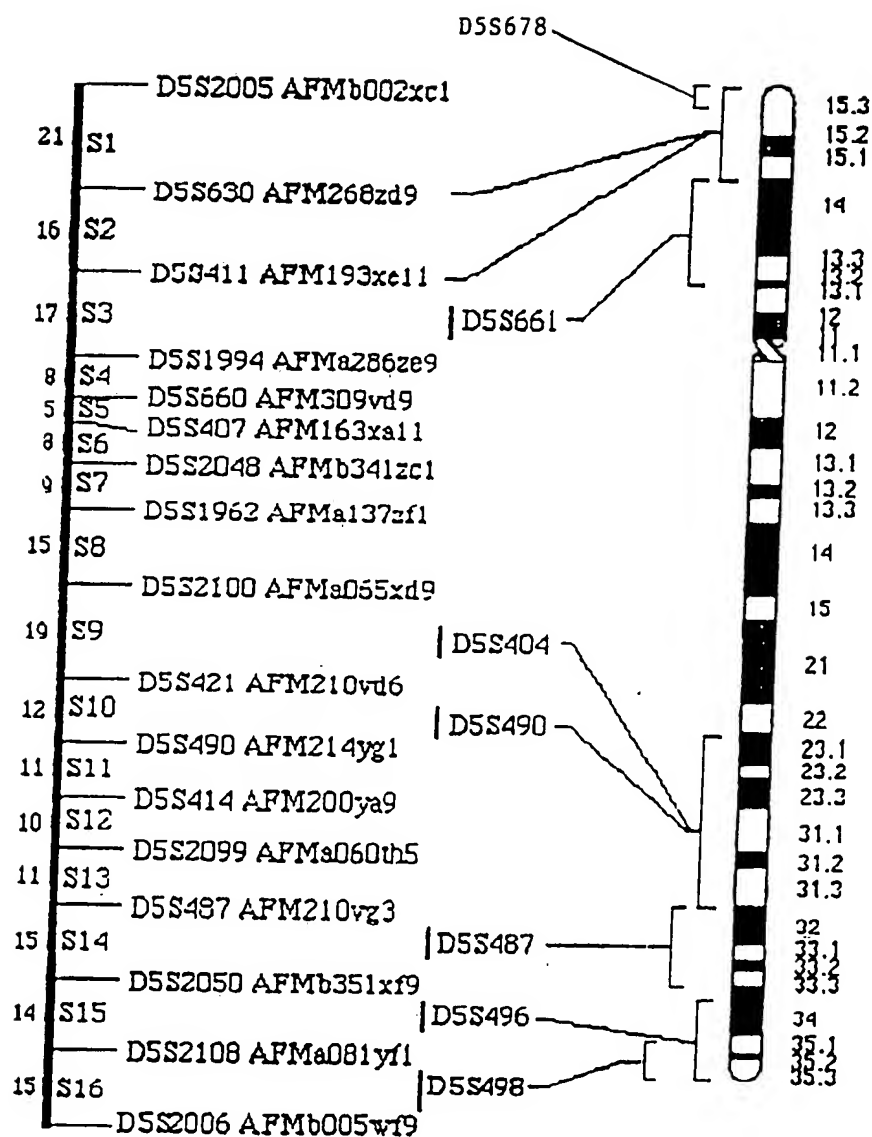 D5S678
D5S2005 AFMb002xc1
21 S1
D5S630 AFM268zd9
16 S2
D5S411 AFM193xe11
17 S3
D5S661
D5S1994 AFMa286ze9
8 S4
D5S660 AFM309vd9
5 S5
D5S407 AFM163xa11
8 S6
D5S2048 AFMb341zc1
9 S7
D5S1962 AFMa137zf1
15 S8
D5S2100 AFMa065xd9
19 S9
D5S404
D5S421 AFM210vd6
12 S10
D5S490
D5S490 AFM214yg1
11 S11
D5S414 AFM200ya9
10 S12
D5S2099 AFMa060th5
11 S13
D5S487 AFM210vg3
15 S14
D5S487
D5S2050 AFMb351xf9
14 S15
D5S496
D5S2108 AFMa081yf1
15 S16
D5S498
D5S2006 AFMb005wf9
15.3
15.2
15.1
14
13.3
13.2
13.1
12
11
11.1
11.2
12
13.1
13.2
13.3
14
15
21
22
23.1
23.2
23.3
31.1
31.2
31.3
32
33.1
33.2
33.3
34
35.1
35.2
35.3